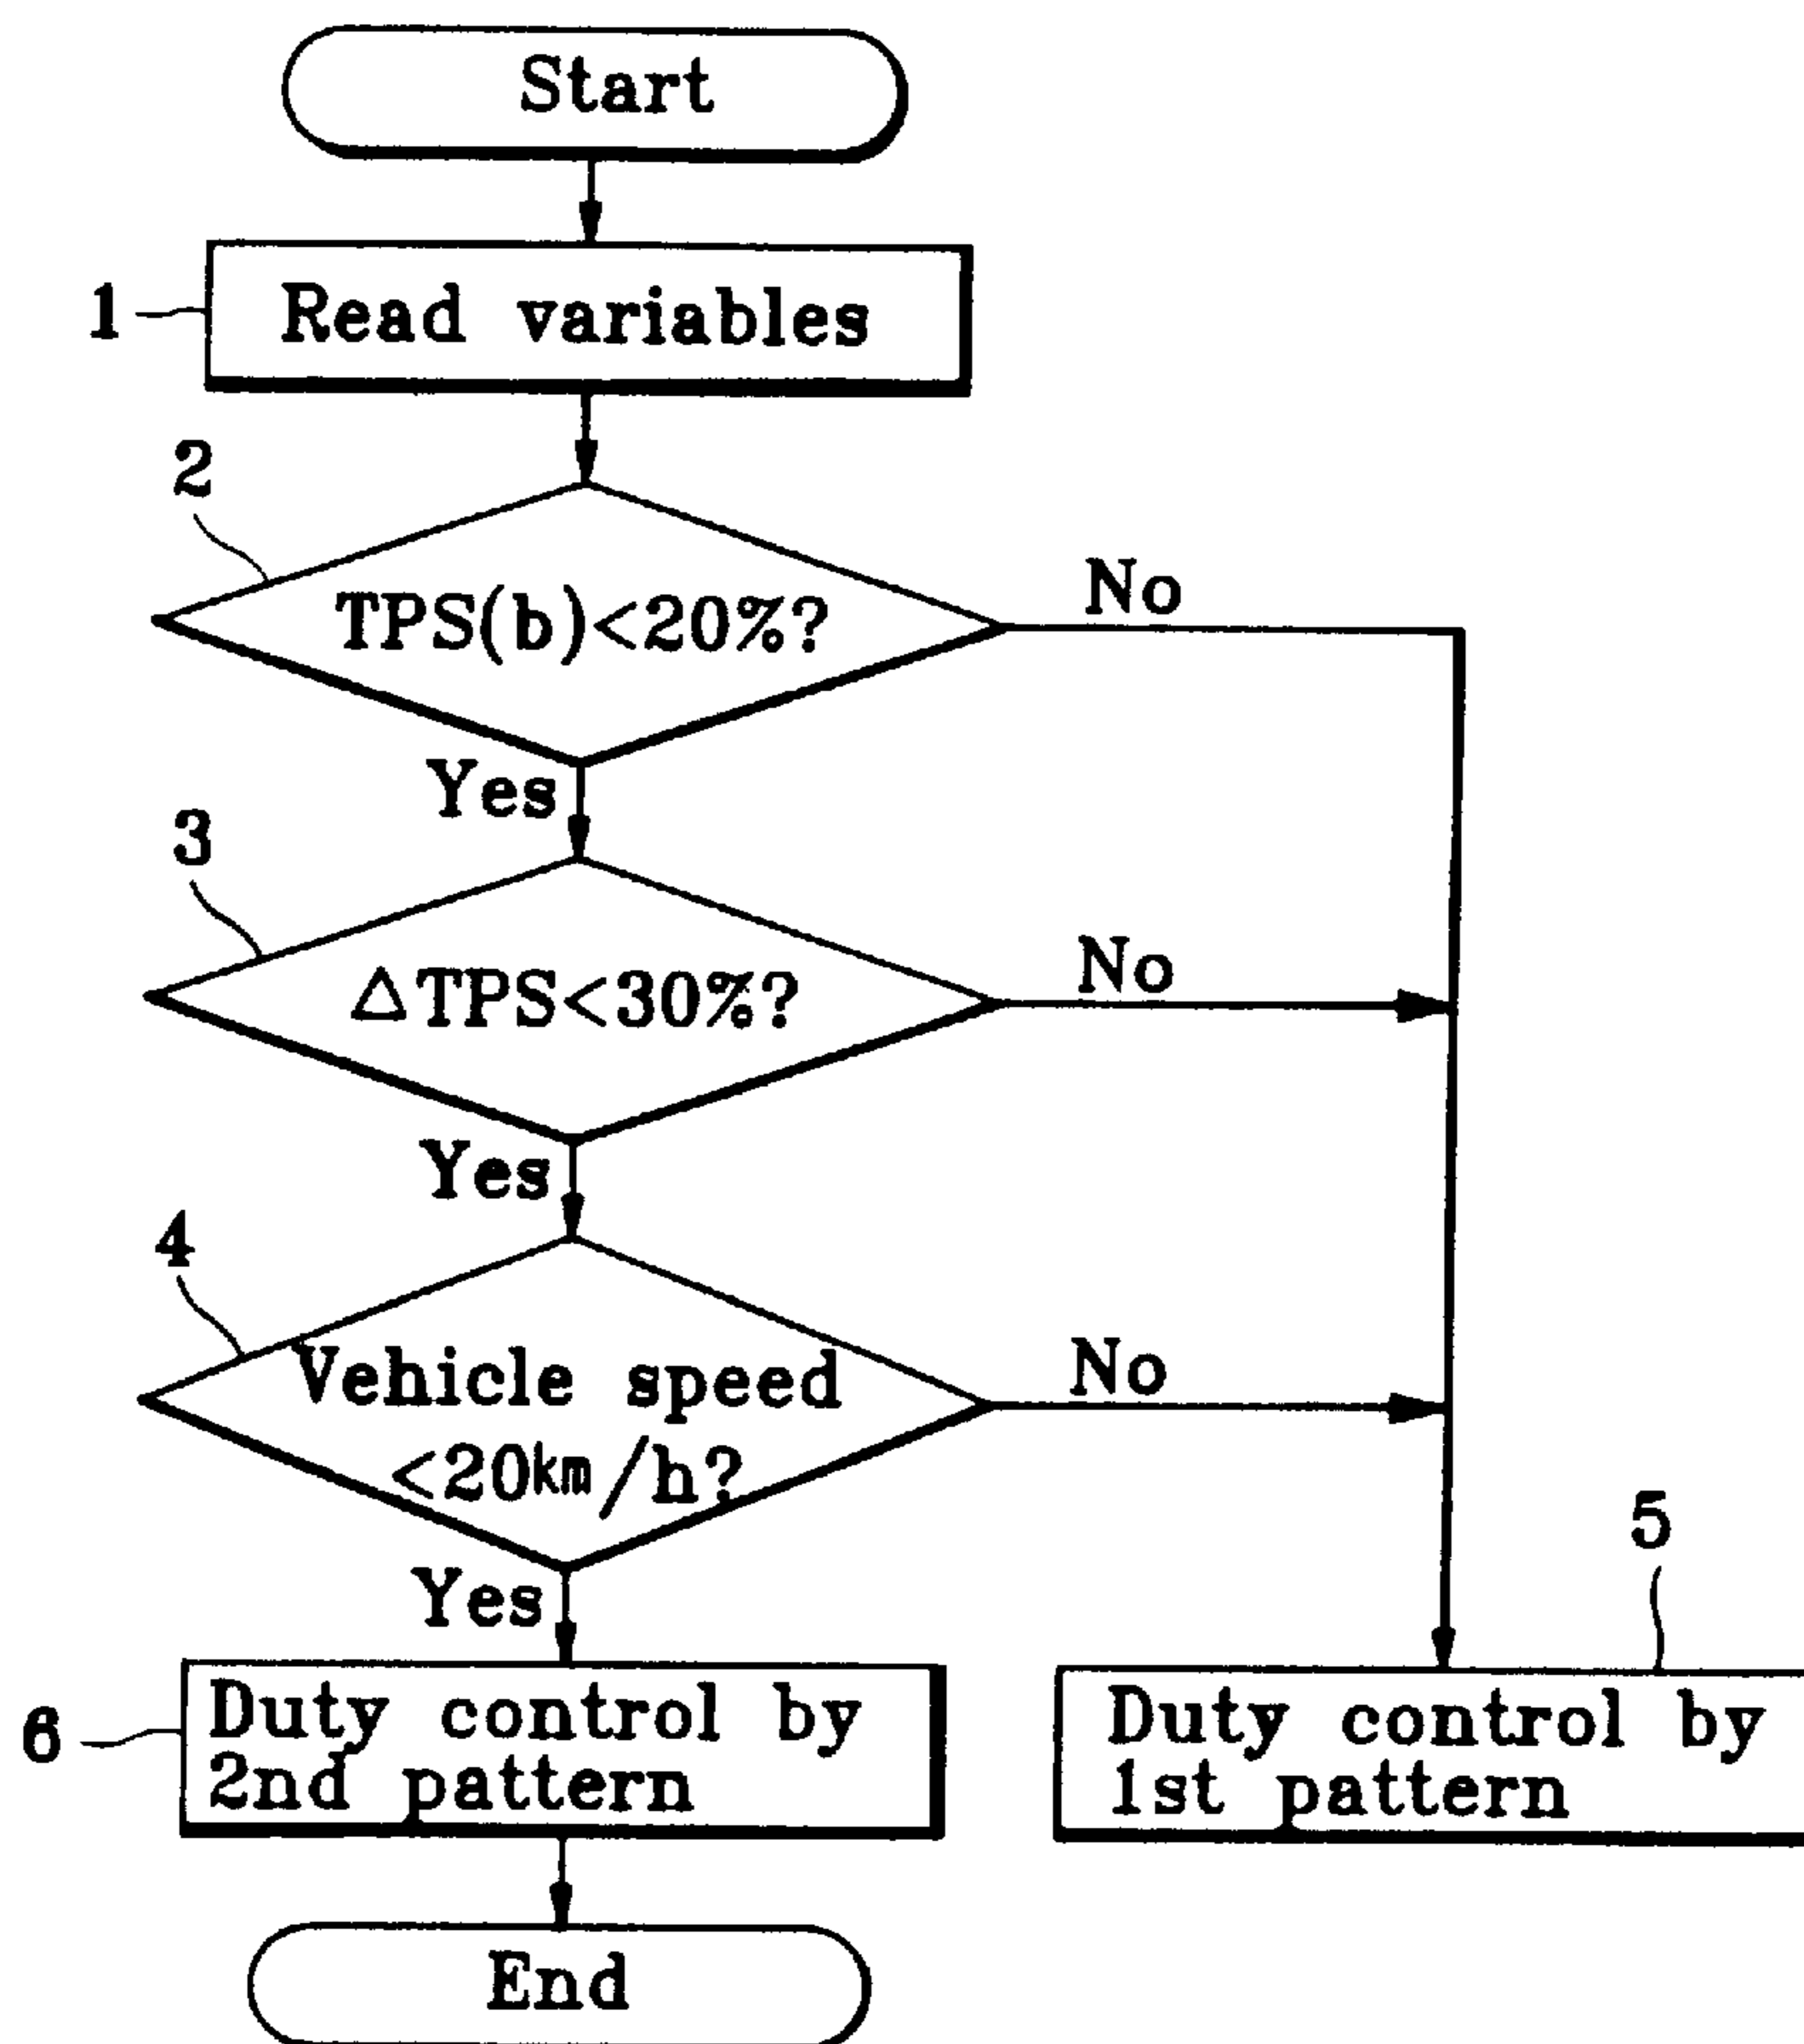 Start
1
Read variables
2
TPS(b)<20%?
No
Yes
3
△TPS<30%?
No
Yes
4
Vehicle speed
<20km/h?
No
Yes
5
6
Duty control by
2nd pattern
Duty control by
1st pattern
End